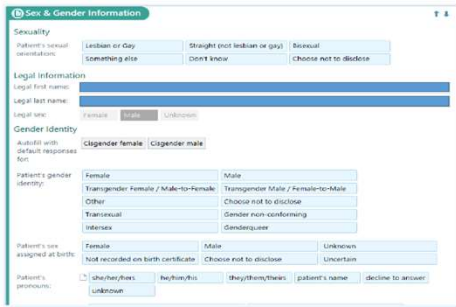 Sex & Gender Information
Sexuality
Patient's sexual orientation:
Lesbian or Gay Straight (not lesbian or gay) Bisexual
Something else Don't know Choose not to disclose
Legal information
Legal first name:
Legal last name:
Legal sex: Female Male Unknown
Gender Identity
Autofill with default responses for:
Cisgender female Cisgender male
Patient's gender identity:
Female Male
Transgender Female / Male-to-Female Transgender Male / Female-to-Male
Other Choose not to disclose
Transexual Gender non-conforming
Intersex Genderqueer
Patient's sex assigned at birth:
Female Male Unknown
Not recorded on birth certificate Choose not to disclose Uncertain
Patient's pronouns:
she/her/hers he/him/his they/them/theirs patient's name decline to answer
unknown